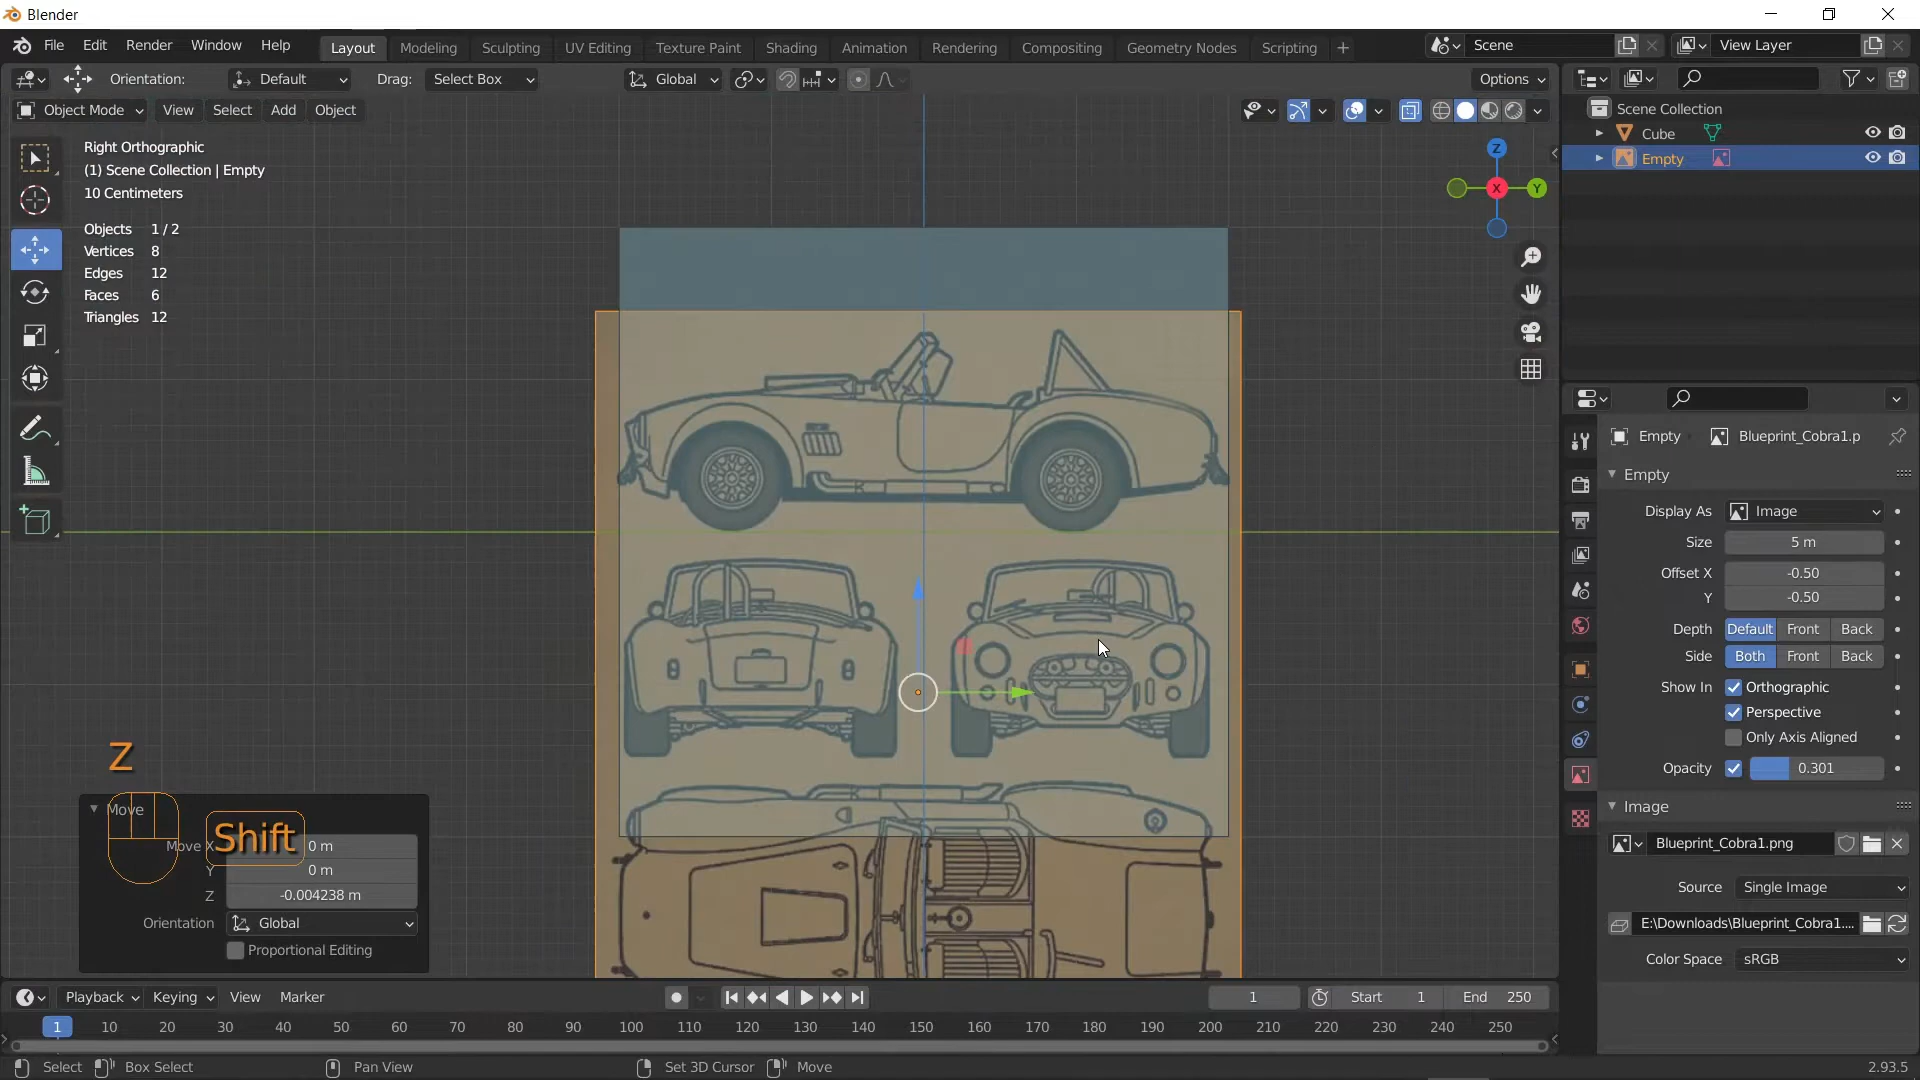 Blender
File Edit Render Window Help
Layout Modeling Sculpting UV Editing Texture Paint Shading Animation Rendering Compositing Geometry Nodes Scripting +
Scene
View Layer
Orientation: Default Drag: Select Box
Global
Options
Object Mode View Select Add Object
Scene Collection
Cube
Empty
Right Orthographic
(1) Scene Collection | Empty
10 Centimeters
Objects 1 / 2
Vertices 8
Edges 12
Faces 6
Triangles 12
Z
X
Y
Empty Blueprint_Cobra1.p
Empty
Display As Image
Size 5 m
Offset X -0.50
Y -0.50
Depth Default Front Back
Side Both Front Back
Show In Orthographic
Perspective
Only Axis Aligned
Opacity 0.301
Image
Blueprint_Cobra1.png
Source Single Image
E:\Downloads\Blueprint_Cobra1....
Color Space sRGB
Z
Shift
Move
Move X 0 m
Y 0 m
Z -0.004238 m
Orientation Global
Proportional Editing
Playback Keying View Marker
1
Start 1
End 250
1 10 20 30 40 50 60 70 80 90 100 110 120 130 140 150 160 170 180 190 200 210 220 230 240 250
Select Box Select Pan View Set 3D Cursor Move
2.93.5